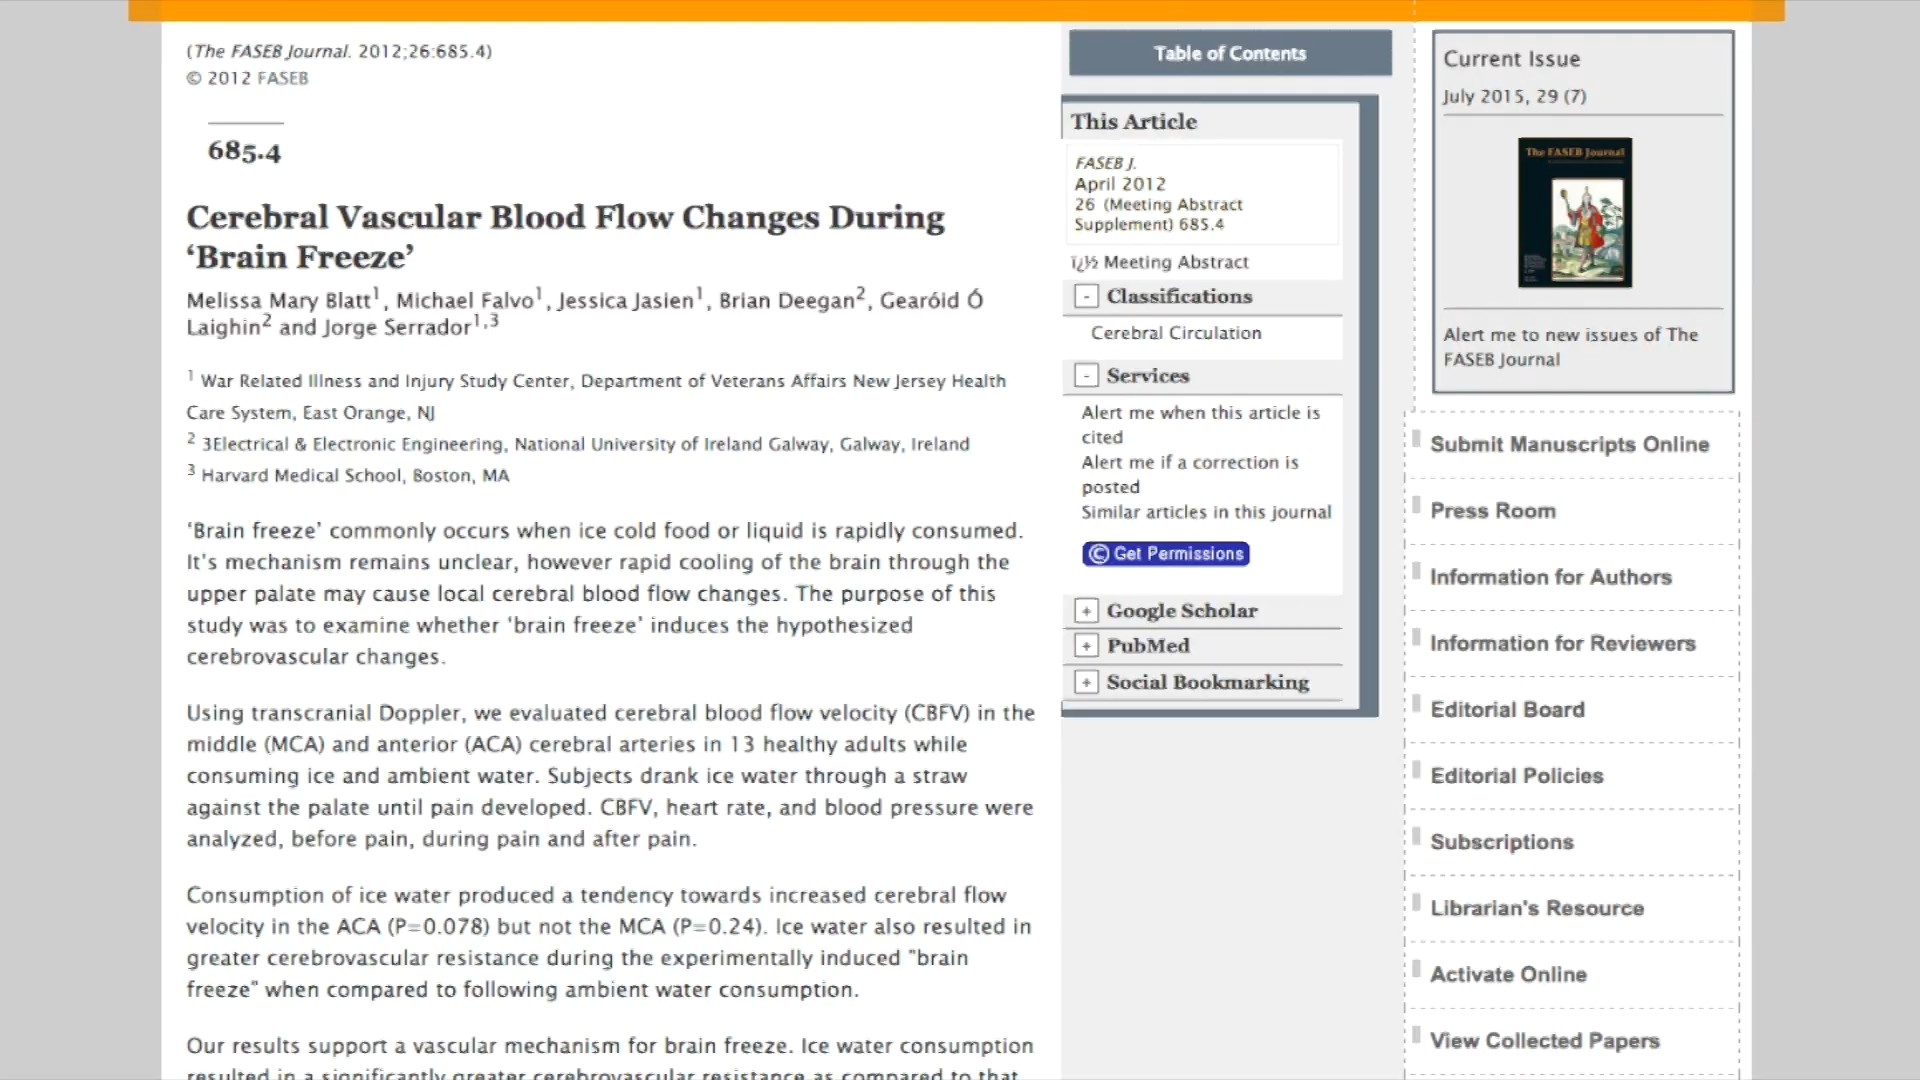 (The FASEB Journal. 2012;26:685.4)
© 2012 FASEB
685.4
Cerebral Vascular Blood Flow Changes During
‘Brain Freeze’
Melissa Mary Blatt1, Michael Falvo1, Jessica Jasien1, Brian Deegan2, Gearóid Ó
Laighin2 and Jorge Serrador1,3
1 War Related Illness and Injury Study Center, Department of Veterans Affairs New Jersey Health
Care System, East Orange, NJ
2 3Electrical & Electronic Engineering, National University of Ireland Galway, Galway, Ireland
3 Harvard Medical School, Boston, MA
‘Brain freeze’ commonly occurs when ice cold food or liquid is rapidly consumed.
It's mechanism remains unclear, however rapid cooling of the brain through the
upper palate may cause local cerebral blood flow changes. The purpose of this
study was to examine whether ‘brain freeze’ induces the hypothesized
cerebrovascular changes.
Using transcranial Doppler, we evaluated cerebral blood flow velocity (CBFV) in the
middle (MCA) and anterior (ACA) cerebral arteries in 13 healthy adults while
consuming ice and ambient water. Subjects drank ice water through a straw
against the palate until pain developed. CBFV, heart rate, and blood pressure were
analyzed, before pain, during pain and after pain.
Consumption of ice water produced a tendency towards increased cerebral flow
velocity in the ACA (P=0.078) but not the MCA (P=0.24). Ice water also resulted in
greater cerebrovascular resistance during the experimentally induced "brain
freeze" when compared to following ambient water consumption.
Our results support a vascular mechanism for brain freeze. Ice water consumption
resulted in a significantly greater cerebrovascular resistance as compared to that
Table of Contents
This Article
FASEB J.
April 2012
26 (Meeting Abstract
Supplement) 685.4
ï¿½ Meeting Abstract
- Classifications
Cerebral Circulation
- Services
Alert me when this article is
cited
Alert me if a correction is
posted
Similar articles in this journal
© Get Permissions
+ Google Scholar
+ PubMed
+ Social Bookmarking
Current Issue
July 2015, 29 (7)
The FASEB Journal
Alert me to new issues of The
FASEB Journal
Submit Manuscripts Online
Press Room
Information for Authors
Information for Reviewers
Editorial Board
Editorial Policies
Subscriptions
Librarian's Resource
Activate Online
View Collected Papers